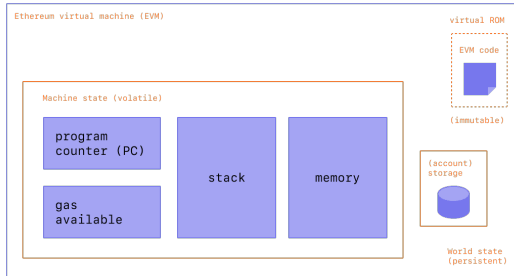 Ethereum virtual machine (EVM)
virtual ROM
EVM code
(immutable)
Machine state (volatile)
program
counter (PC)
gas
available
stack
memory
(account)
storage
World state
(persistent)